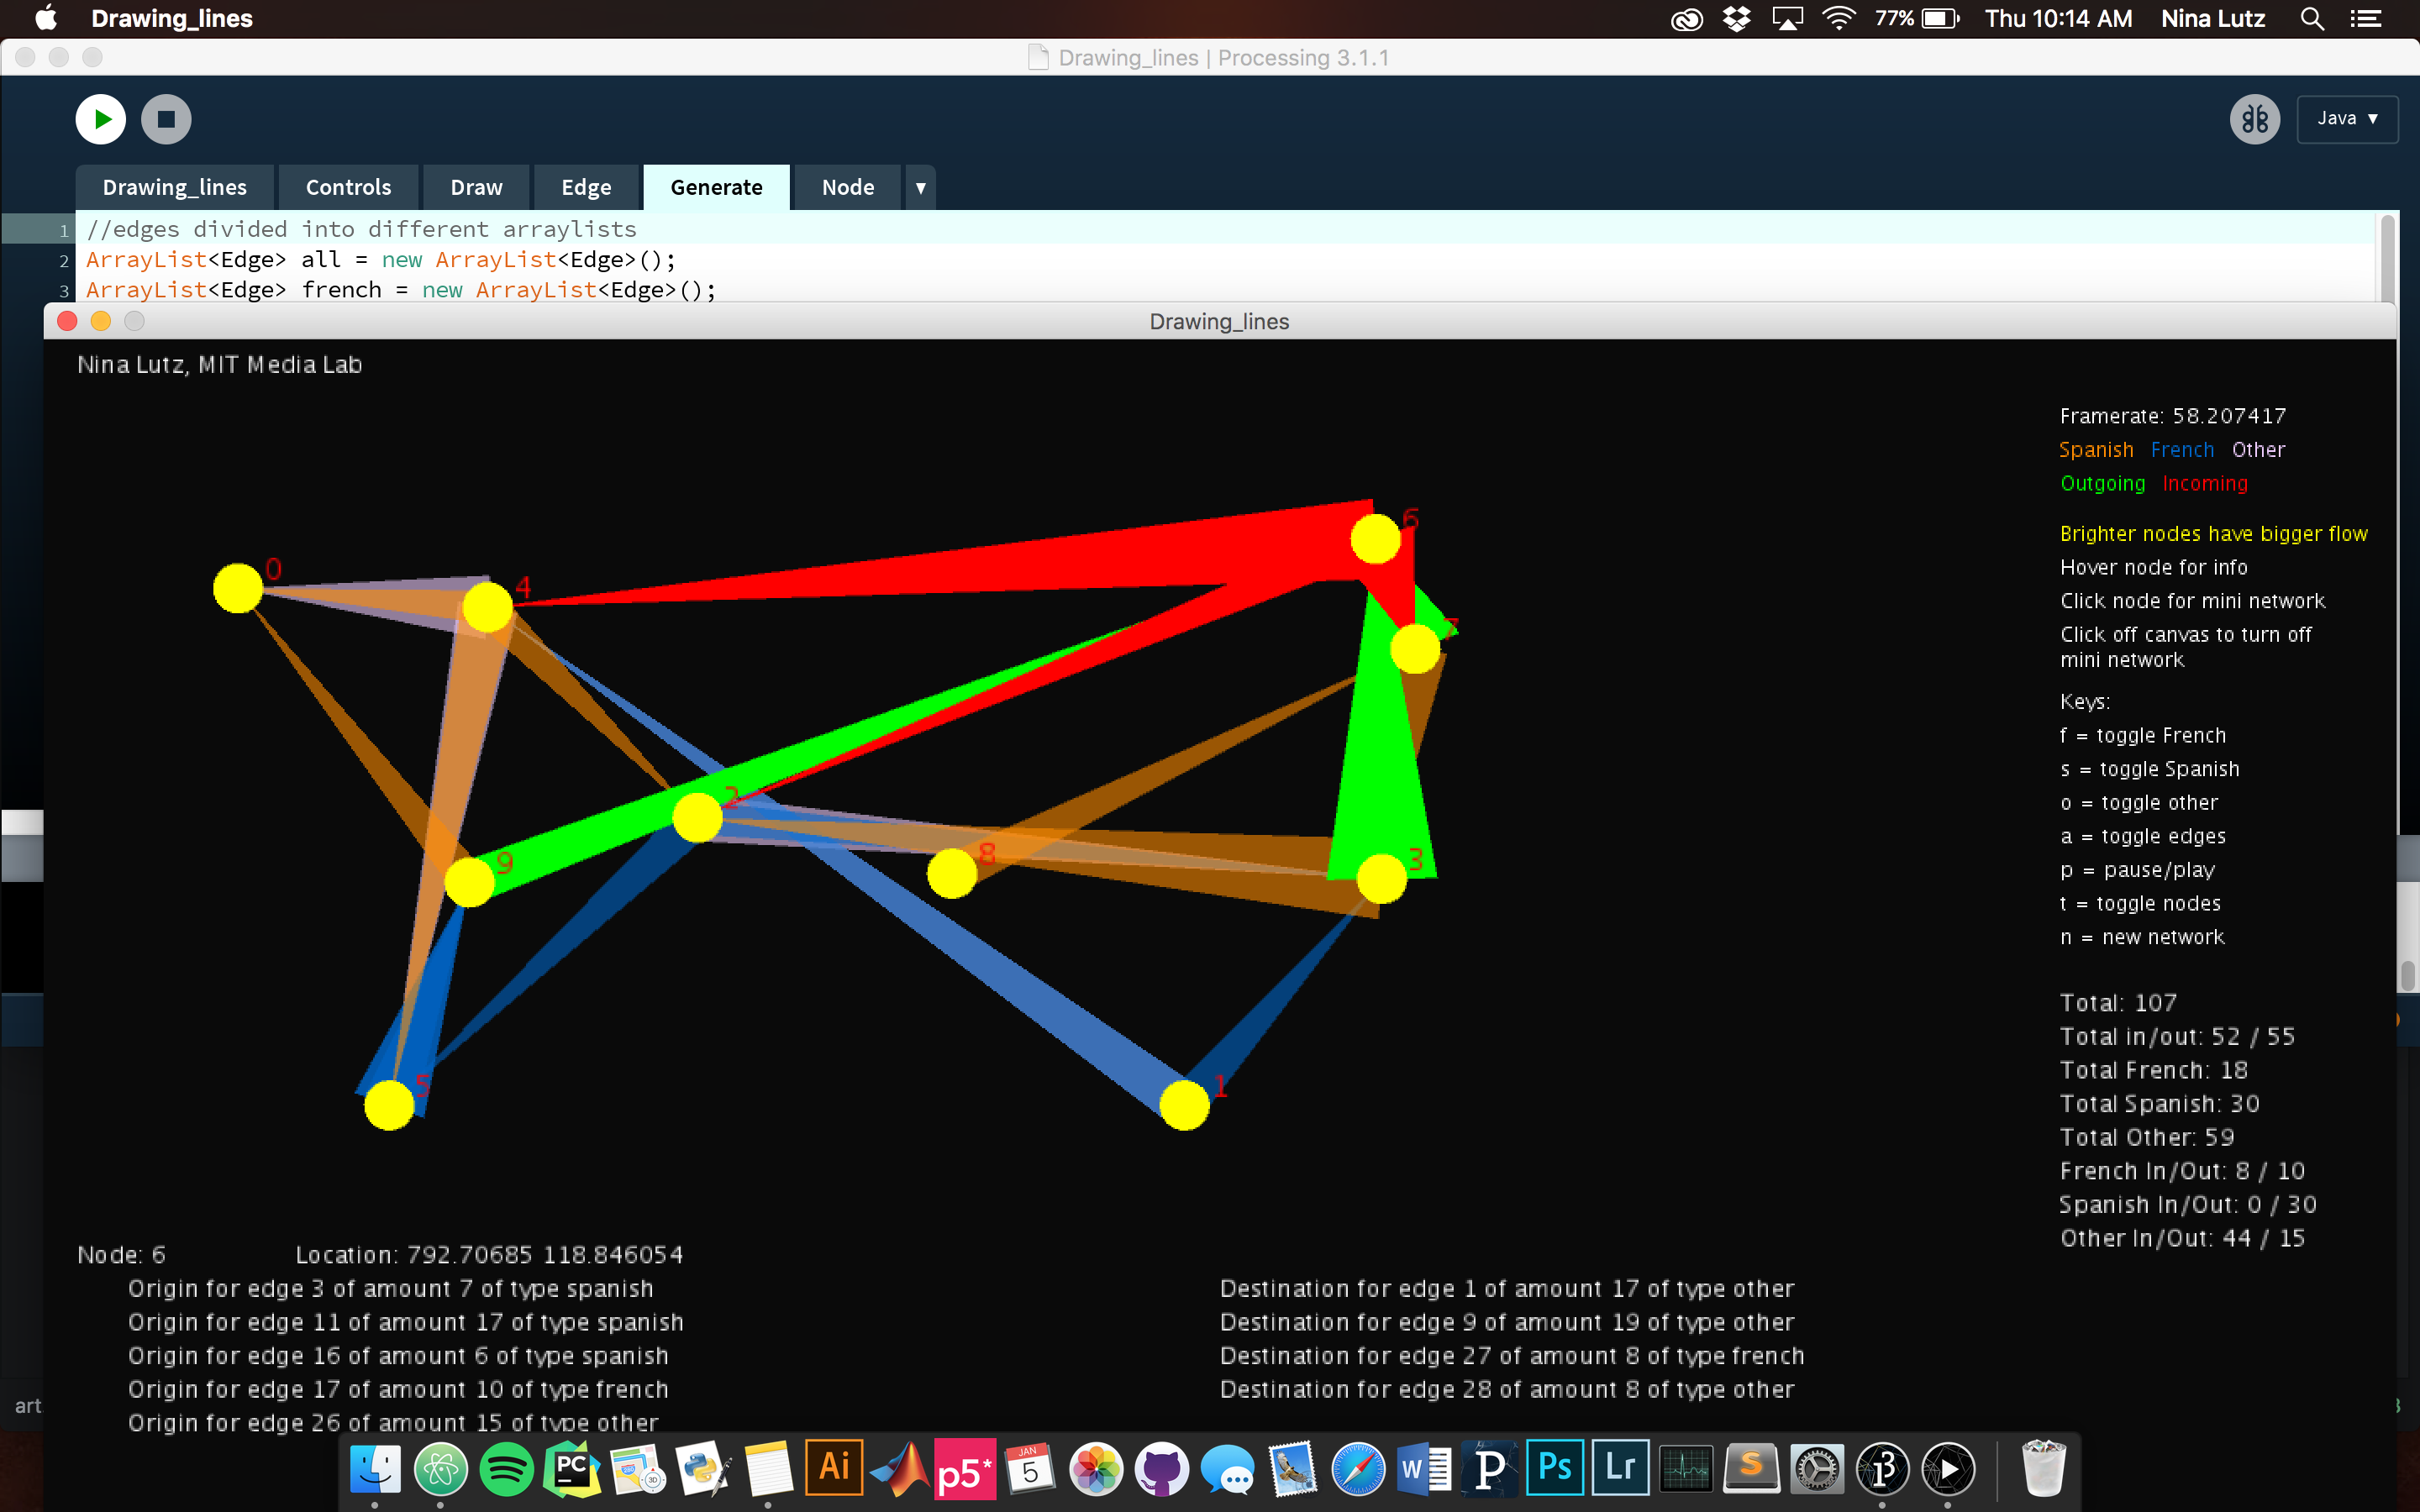 Drawing_lines
77% Thu 10:14 AM Nina Lutz
Drawing_lines | Processing 3.1.1
Java ▼
Drawing_lines Controls Draw Edge Generate Node ▼
1 //edges divided into different arraylists
2 ArrayList<Edge> all = new ArrayList<Edge>();
3 ArrayList<Edge> french = new ArrayList<Edge>();
Drawing_lines
Nina Lutz, MIT Media Lab
Framerate: 58.207417
Spanish French Other
Outgoing Incoming
Brighter nodes have bigger flow
Hover node for info
Click node for mini network
Click off canvas to turn off
mini network
Keys:
f = toggle French
s = toggle Spanish
o = toggle other
a = toggle edges
p = pause/play
t = toggle nodes
n = new network
Total: 107
Total in/out: 52 / 55
Total French: 18
Total Spanish: 30
Total Other: 59
French In/Out: 8 / 10
Spanish In/Out: 0 / 30
Other In/Out: 44 / 15
6
0
4
7
2
9
8
3
5
1
Node: 6 Location: 792.70685 118.846054
Origin for edge 3 of amount 7 of type spanish
Origin for edge 11 of amount 17 of type spanish
Origin for edge 16 of amount 6 of type spanish
Origin for edge 17 of amount 10 of type french
Origin for edge 26 of amount 15 of type other
Destination for edge 1 of amount 17 of type other
Destination for edge 9 of amount 19 of type other
Destination for edge 27 of amount 8 of type french
Destination for edge 28 of amount 8 of type other
art
PC
3D
Ai
p5*
JAN
5
W
P
Ps
Lr
S